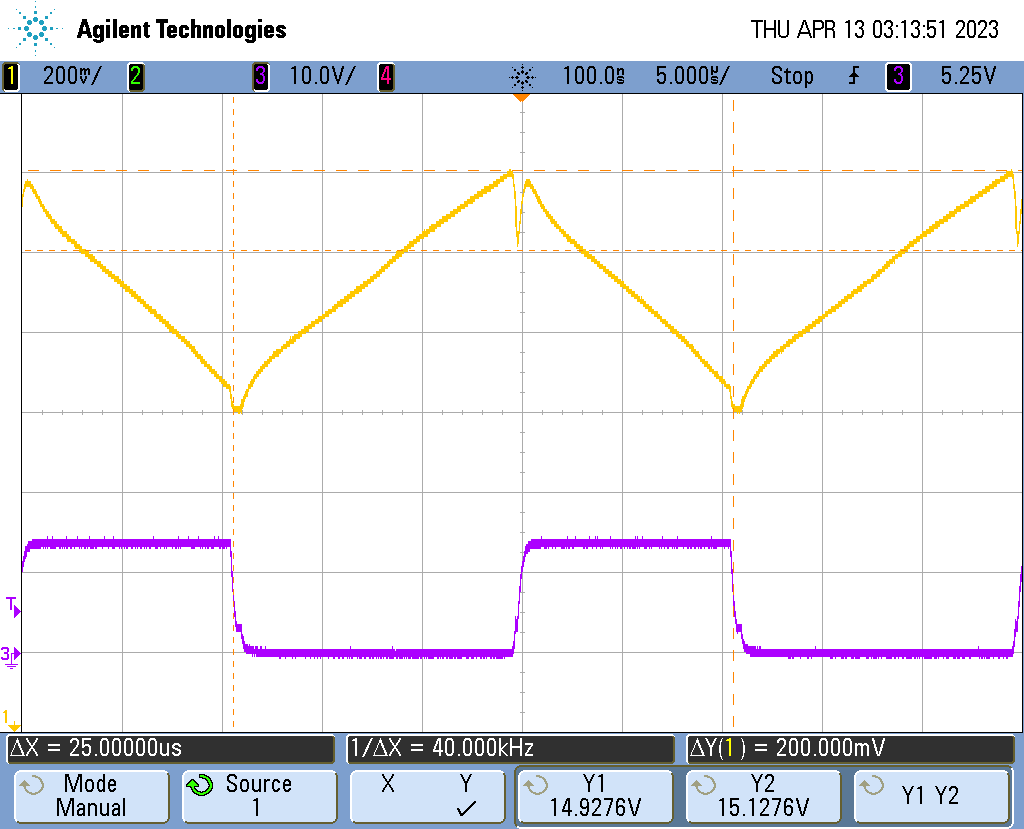 Agilent Technologies
THU APR 13 03:13:51 2023
1 200mV/ 2 3 10.0V/ 4 100.0s 5.000s/ Stop 3 5.25V
T
3
1
ΔX = 25.00000us
1/ΔX = 40.000kHz
ΔY(1) = 200.000mV
Mode
Manual
Source
1
X Y
✓
Y1
14.9276V
Y2
15.1276V
Y1 Y2